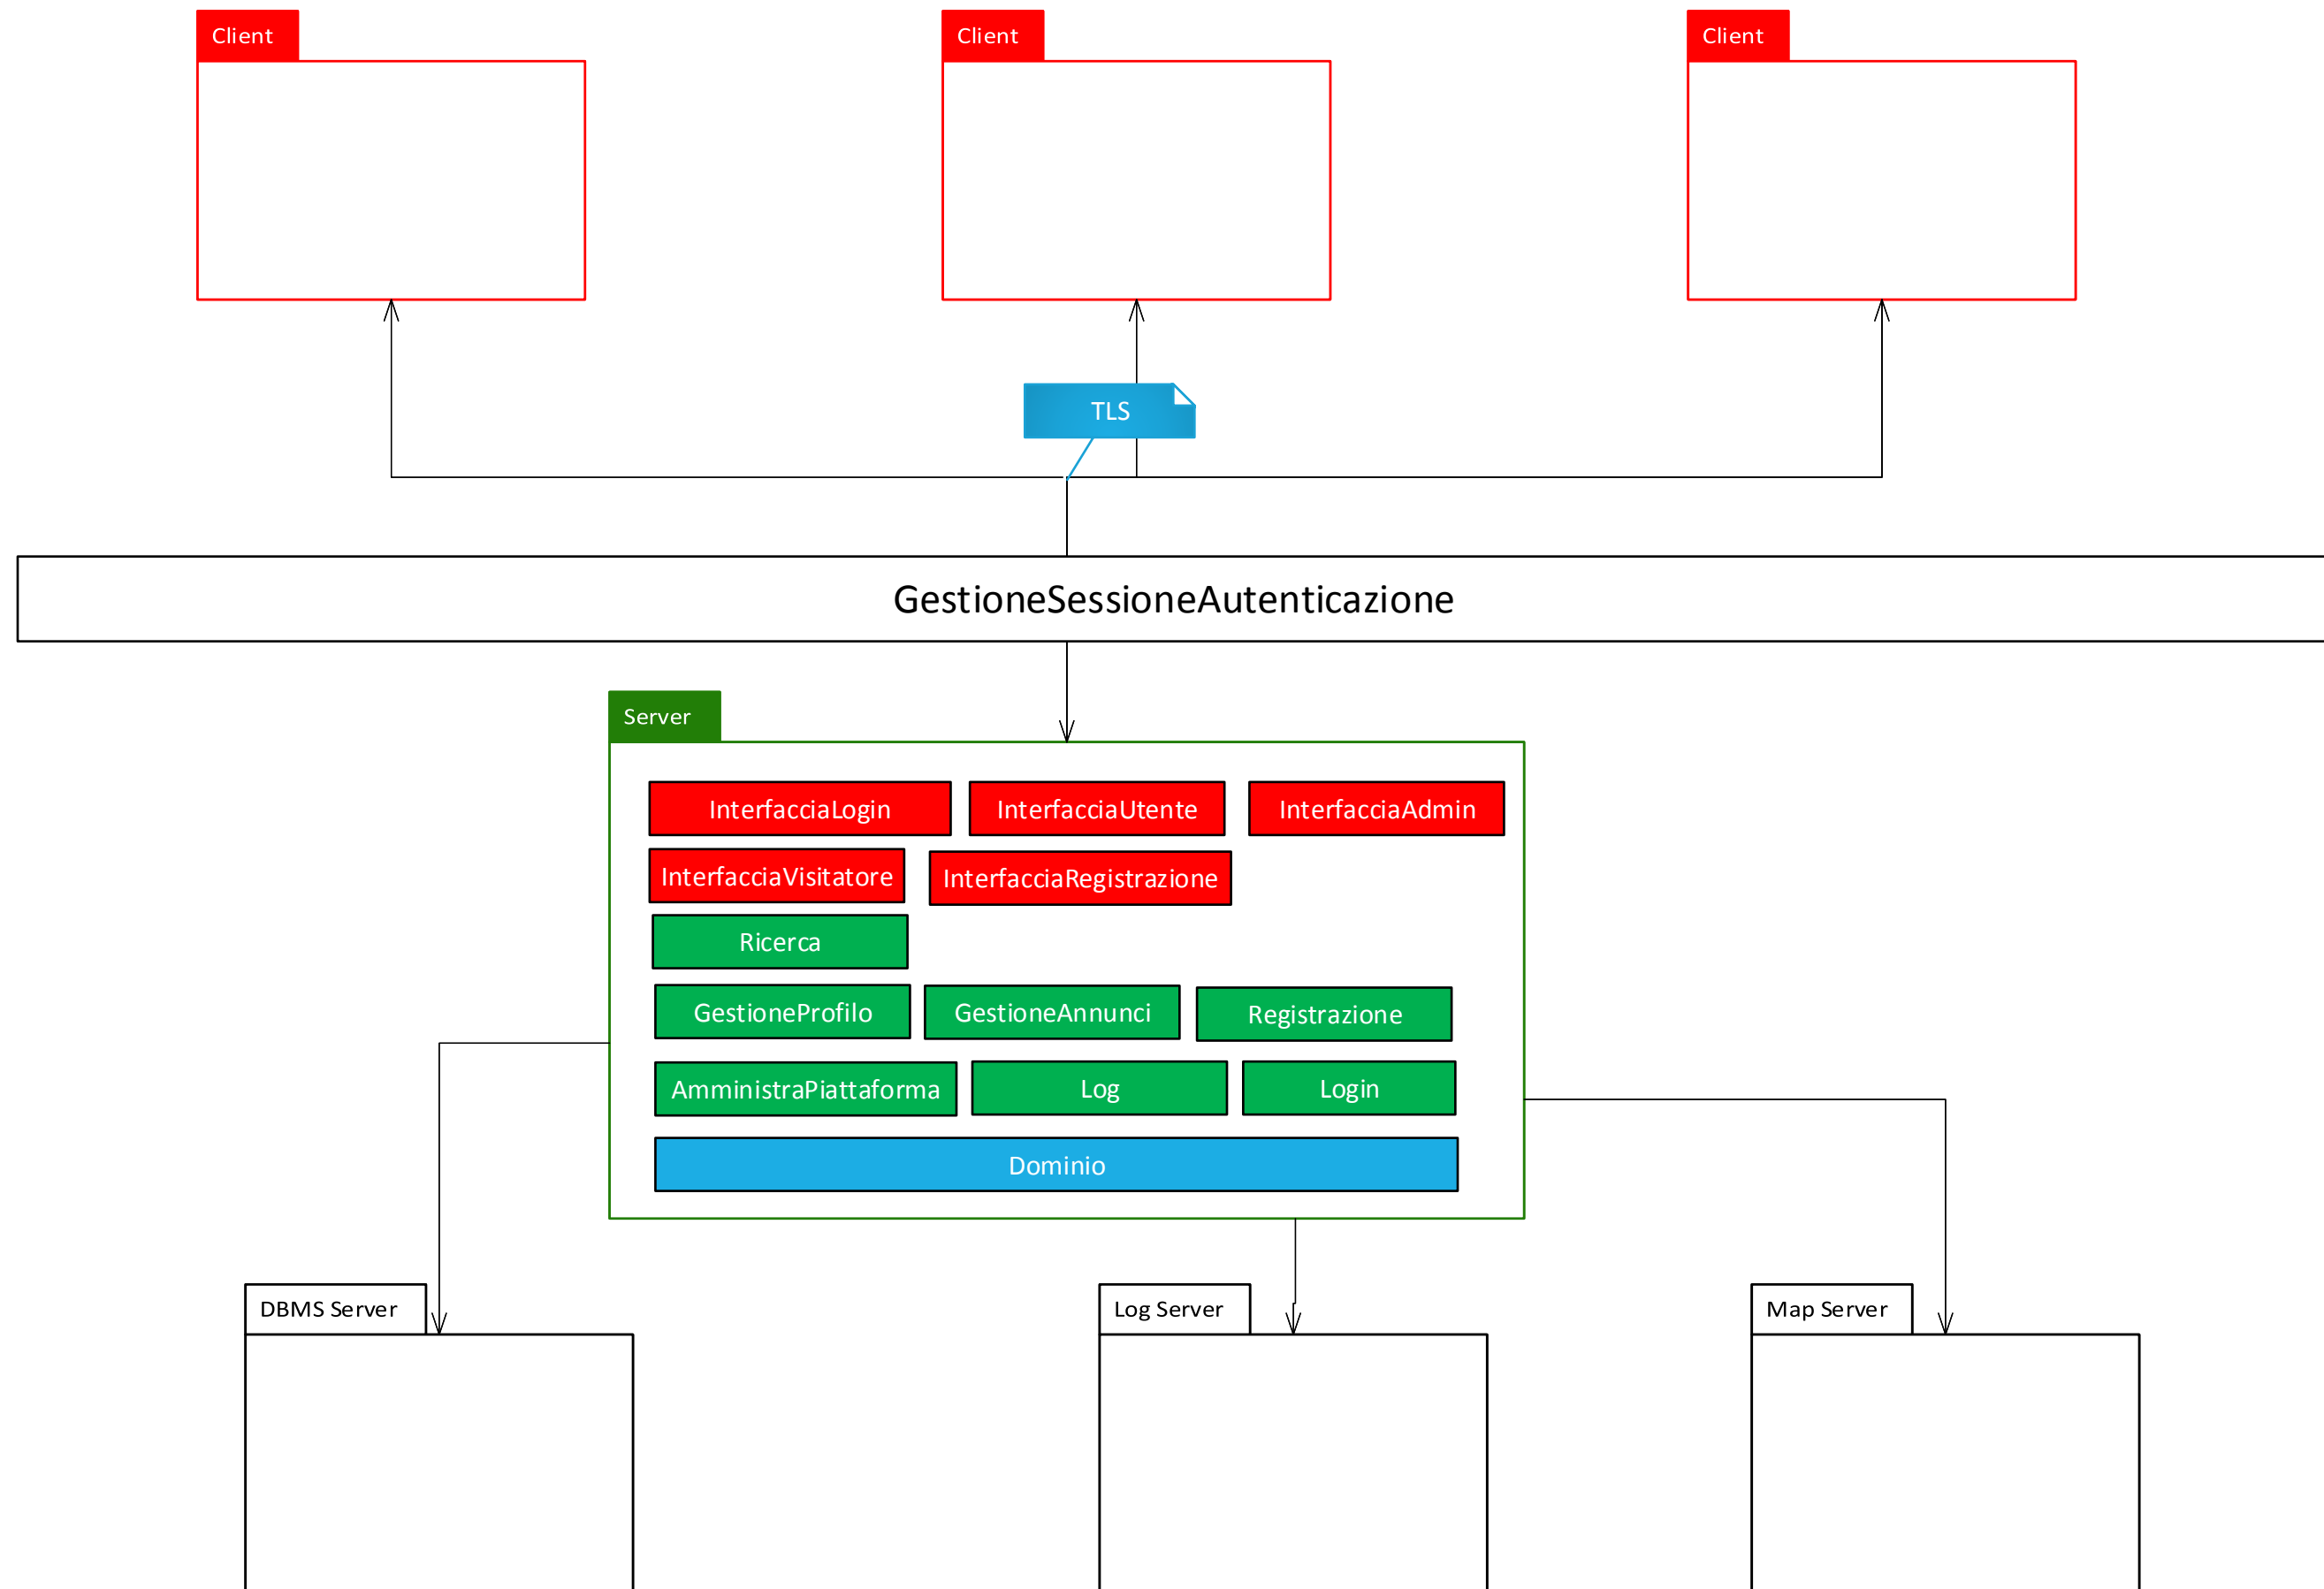 Client
Client
Client
TLS
GestioneSessioneAutenticazione
Server
InterfacciaLogin
InterfacciaUtente
InterfacciaAdmin
InterfacciaVisitatore
InterfacciaRegistrazione
Ricerca
GestioneProfilo
GestioneAnnunci
Registrazione
AmministraPiattaforma
Log
Login
Dominio
DBMS Server
Log Server
Map Server